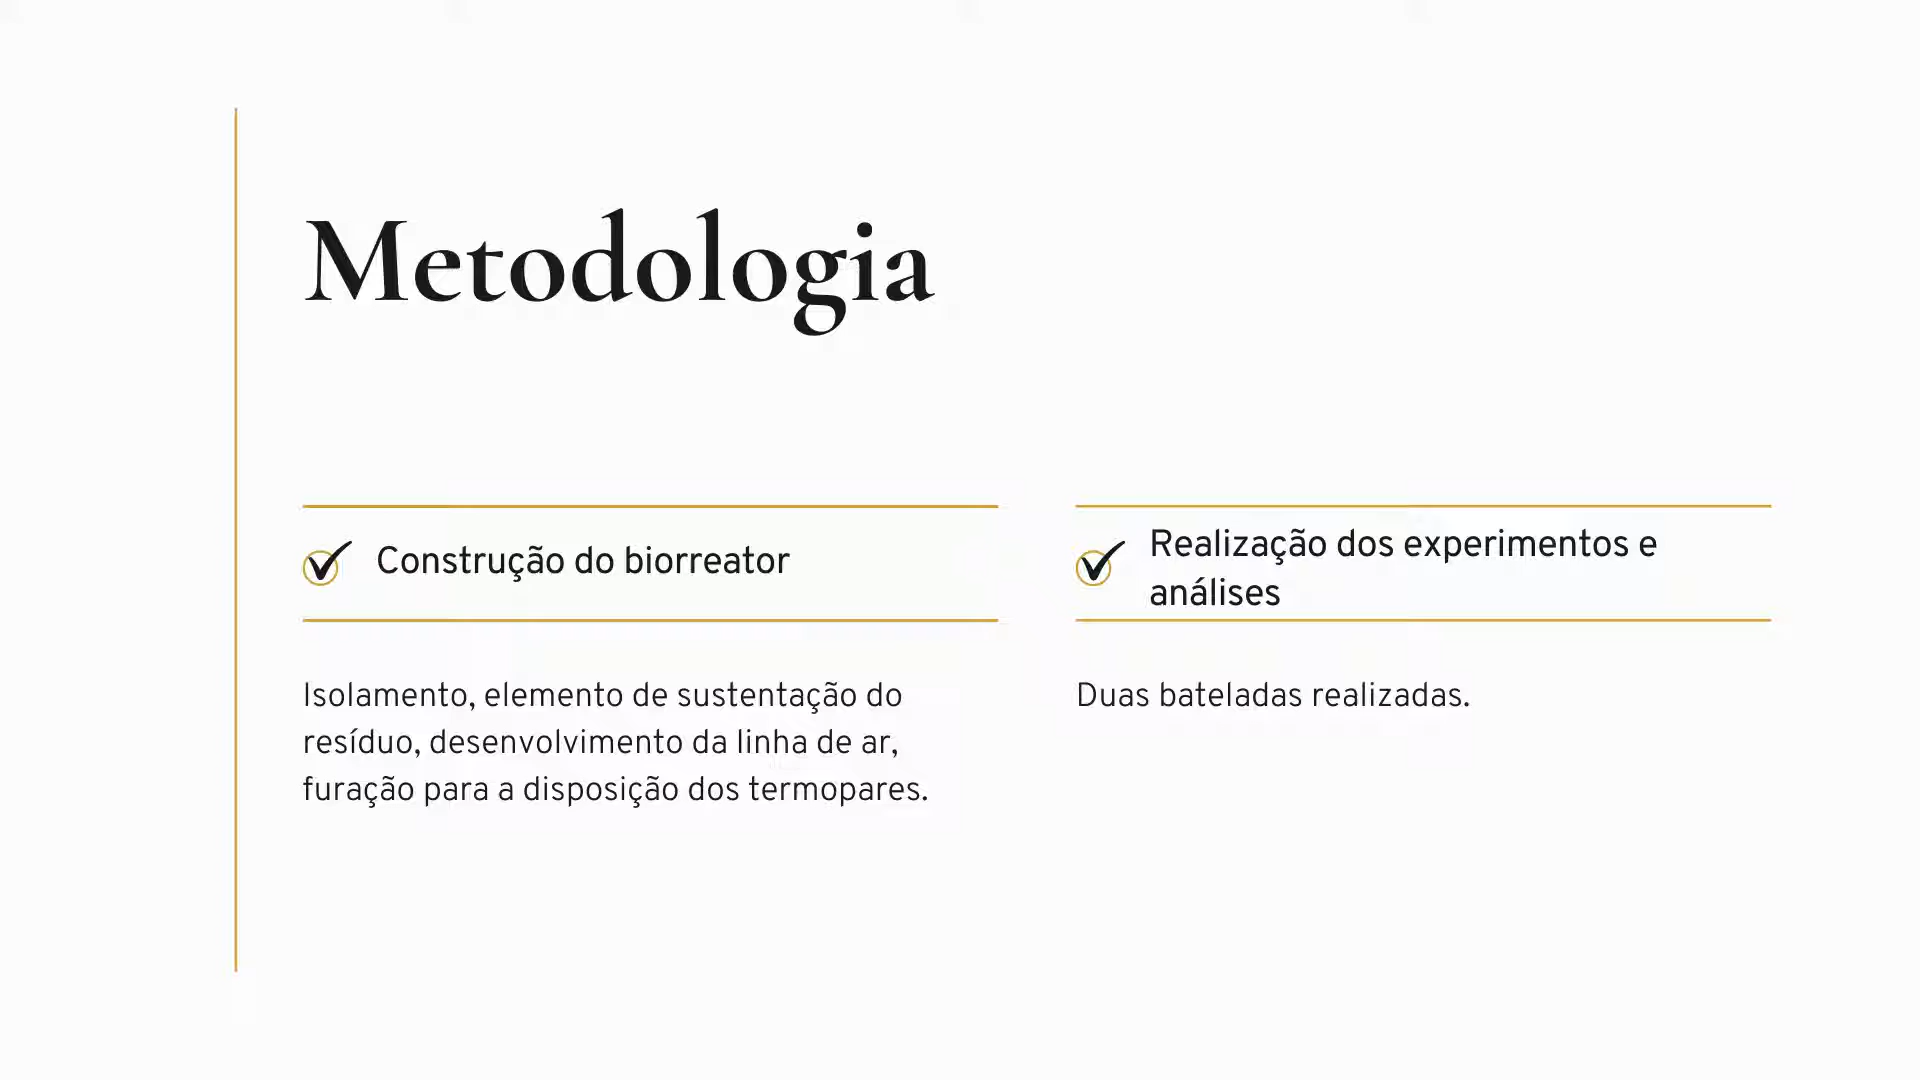 Metodologia
Construção do biorreator
Isolamento, elemento de sustentação do
resíduo, desenvolvimento da linha de ar,
furação para a disposição dos termopares.
Realização dos experimentos e
análises
Duas bateladas realizadas.